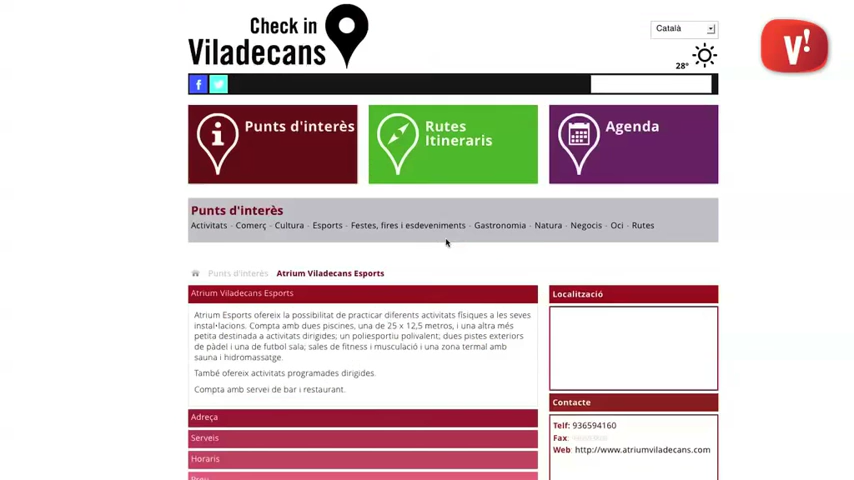 Check in
Viladecans
Català
28°
V!
f
Punts d'interès
Rutes
Itineraris
Agenda
Punts d'interès
Activitats - Comerç - Cultura - Esports - Festes, fires i esdeveniments - Gastronomia - Natura - Negocis - Oci - Rutes
Punts d'interès Atrium Viladecans Esports
Atrium Viladecans Esports
Atrium Esports ofereix la possibilitat de practicar diferents activitats físiques a les seves
instal•lacions. Compta amb dues piscines, una de 25 x 12,5 metros, i una altra més
petita destinada a activitats dirigides; un poliesportiu polivalent; dues pistes exteriors
de pàdel i una de futbol sala; sales de fitness i musculació i una zona termal amb
sauna i hidromassatge.
També ofereix activitats programades dirigides.
Compta amb servei de bar i restaurant.
Adreça
Serveis
Horaris
Preu
Localització
Contacte
Telf: 936594160
Fax:
Web: http://www.atriumviladecans.com